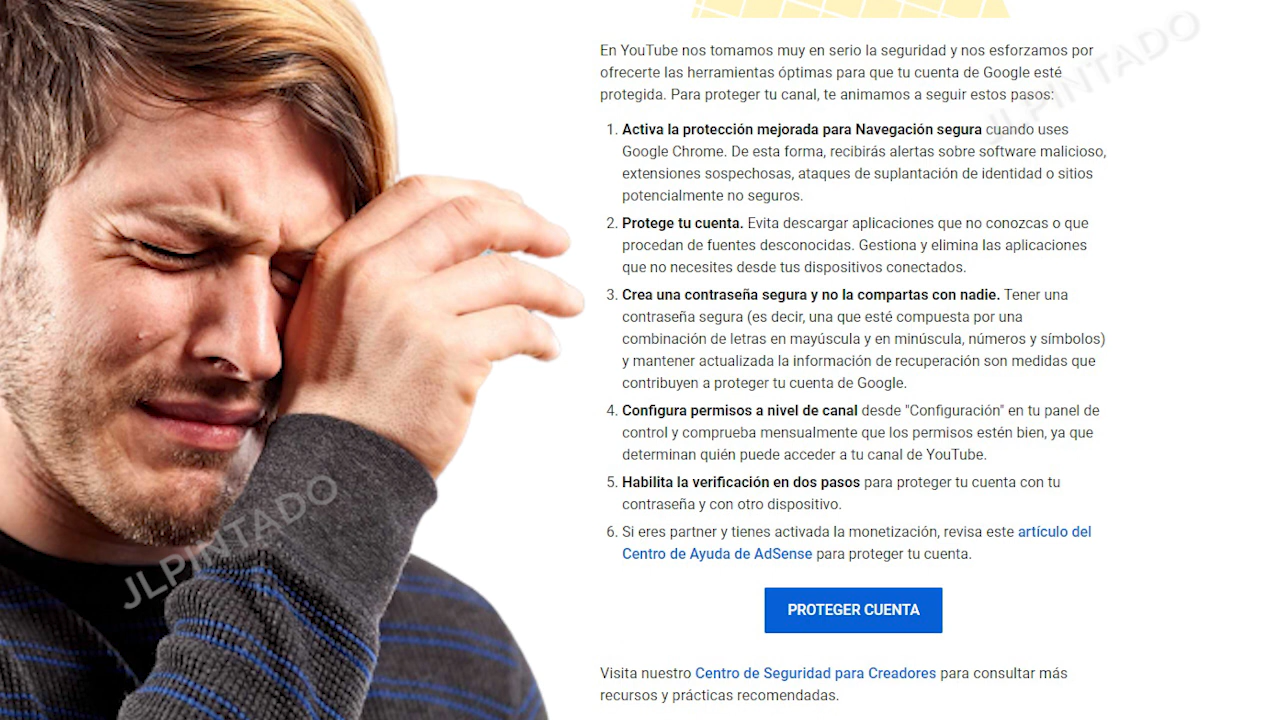 En YouTube nos tomamos muy en serio la seguridad y nos esforzamos por
ofrecerte las herramientas óptimas para que tu cuenta de Google esté
protegida. Para proteger tu canal, te animamos a seguir estos pasos:
1. Activa la protección mejorada para Navegación segura cuando uses
Google Chrome. De esta forma, recibirás alertas sobre software malicioso,
extensiones sospechosas, ataques de suplantación de identidad o sitios
potencialmente no seguros.
2. Protege tu cuenta. Evita descargar aplicaciones que no conozcas o que
procedan de fuentes desconocidas. Gestiona y elimina las aplicaciones
que no necesites desde tus dispositivos conectados.
3. Crea una contraseña segura y no la compartas con nadie. Tener una
contraseña segura (es decir, una que esté compuesta por una
combinación de letras en mayúscula y en minúscula, números y símbolos)
y mantener actualizada la información de recuperación son medidas que
contribuyen a proteger tu cuenta de Google.
4. Configura permisos a nivel de canal desde "Configuración" en tu panel de
control y comprueba mensualmente que los permisos estén bien, ya que
determinan quién puede acceder a tu canal de YouTube.
5. Habilita la verificación en dos pasos para proteger tu cuenta con tu
contraseña y con otro dispositivo.
6. Si eres partner y tienes activada la monetización, revisa este artículo del
Centro de Ayuda de AdSense para proteger tu cuenta.
PROTEGER CUENTA
Visita nuestro Centro de Seguridad para Creadores para consultar más
recursos y prácticas recomendadas.
JLPINTADO
JLPINTADO